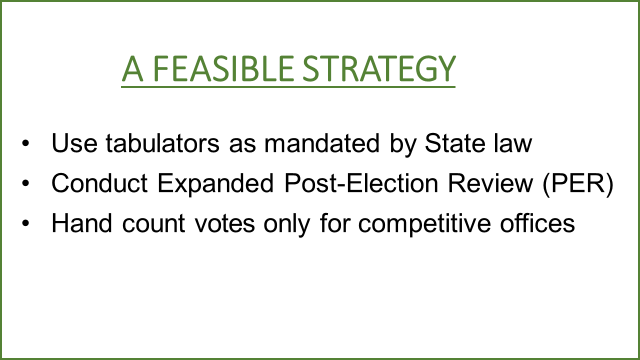 A FEASIBLE STRATEGY
• Use tabulators as mandated by State law
• Conduct Expanded Post-Election Review (PER)
• Hand count votes only for competitive offices